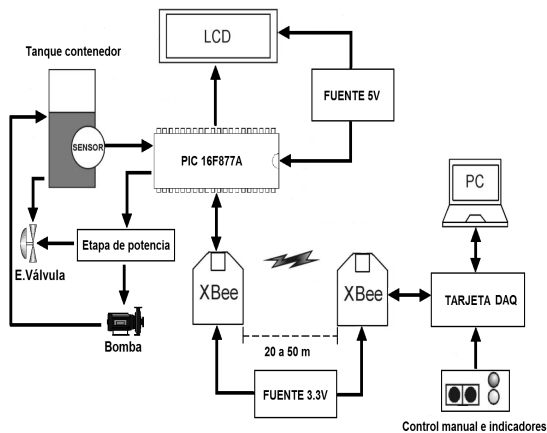 LCD
Tanque contenedor
FUENTE 5V
SENSOR
PIC 16F877A
PC
Etapa de potencia
E.Válvula
XBee
XBee
TARJETA DAQ
Bomba
20 a 50 m
FUENTE 3.3V
Control manual e indicadores